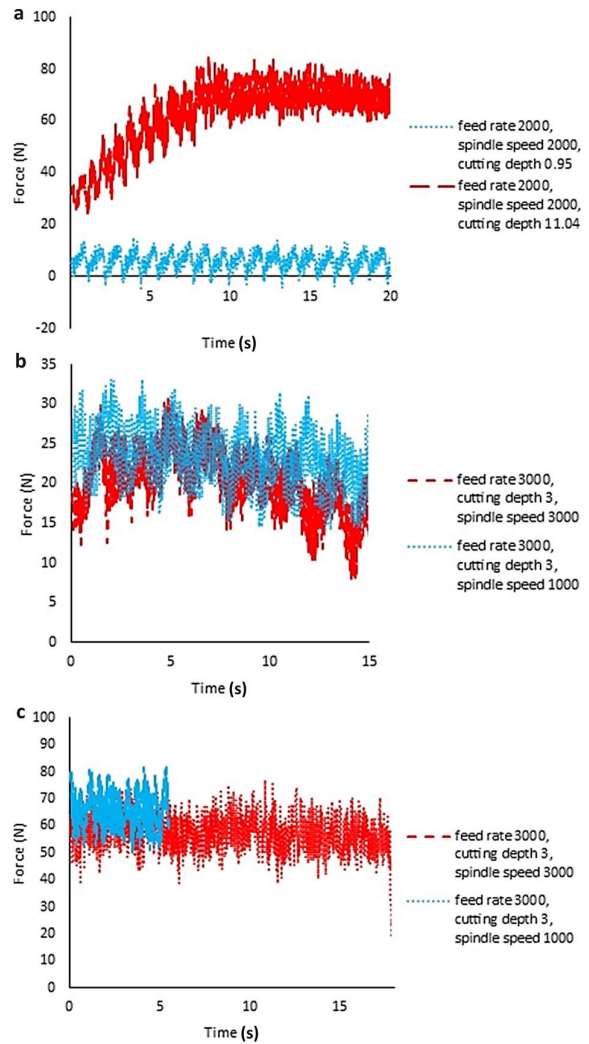 a
100
80
60
40
20
0
-20
Force (N)
5
10
15
20
Time (s)
feed rate 2000,
spindle speed 2000,
cutting depth 0.95
feed rate 2000,
spindle speed 2000,
cutting depth 11.04
b
35
30
25
20
15
10
5
0
Force (N)
0
5
10
15
Time (s)
feed rate 3000,
cutting depth 3,
spindle speed 3000
feed rate 3000,
cutting depth 3,
spindle speed 1000
c
100
90
80
70
60
50
40
30
20
10
0
Force (N)
0
5
10
15
Time (s)
feed rate 3000,
cutting depth 3,
spindle speed 3000
feed rate 3000,
cutting depth 3,
spindle speed 1000